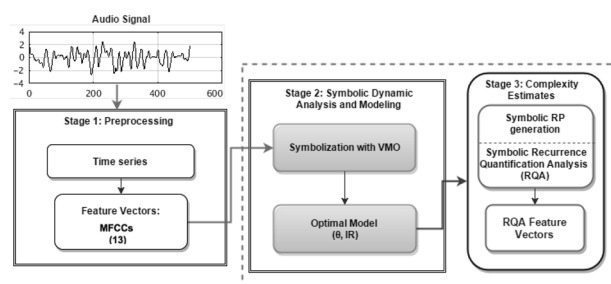 Audio Signal
4
2
0
−2
−4
0
200
400
600
Stage 1: Preprocessing
Time series
Feature Vectors:
MFCCs
(13)
Stage 2: Symbolic Dynamic
Analysis and Modeling
Symbolization with VMO
Optimal Model
(θ, IR)
Stage 3: Complexity
Estimates
Symbolic RP
generation
Symbolic Recurrence
Quantification Analysis
(RQA)
RQA Feature
Vectors